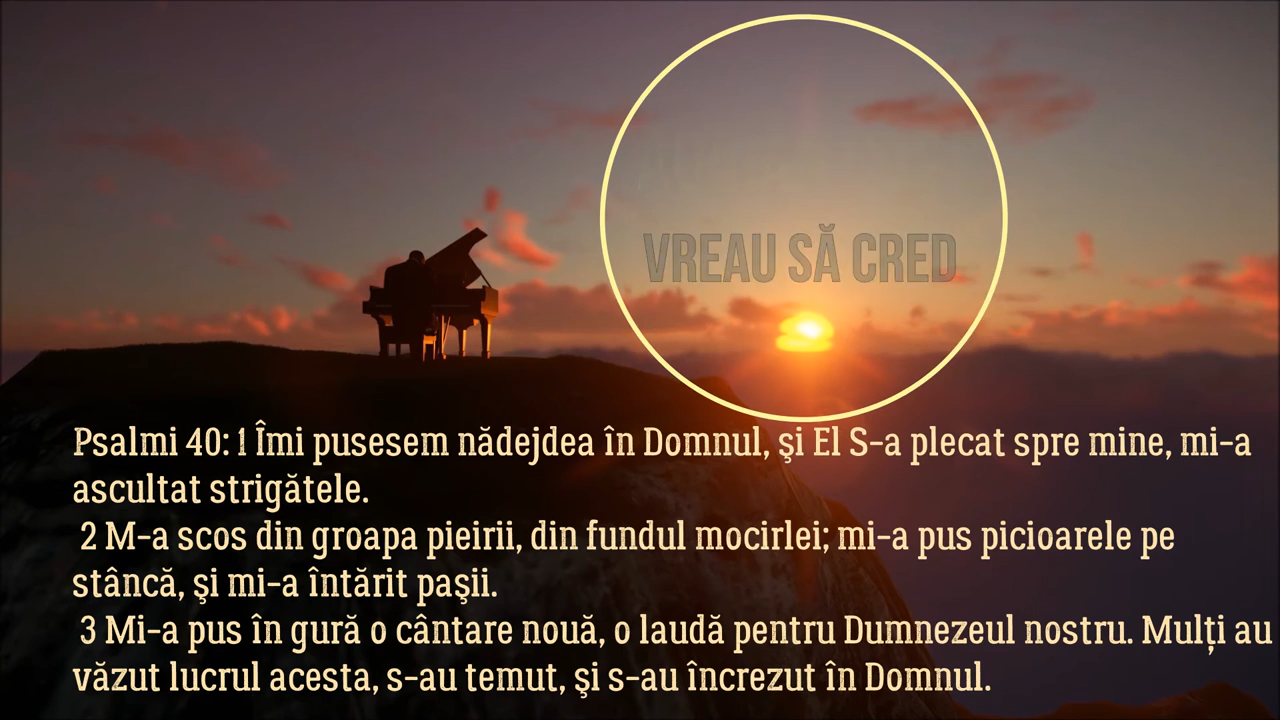 VREAU SĂ CRED
Psalmi 40: 1 Îmi pusesem nădejdea în Domnul, şi El S-a plecat spre mine, mi-a
ascultat strigătele.
2 M-a scos din groapa pieirii, din fundul mocirlei; mi-a pus picioarele pe
stâncă, şi mi-a întărit paşii.
3 Mi-a pus în gură o cântare nouă, o laudă pentru Dumnezeul nostru. Mulţi au
văzut lucrul acesta, s-au temut, şi s-au încrezut în Domnul.